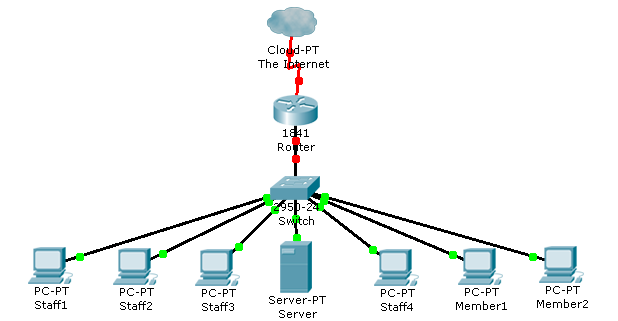 Cloud-PT
The Internet
1841
Router
2950-24
Switch
PC-PT
Staff1
PC-PT
Staff2
PC-PT
Staff3
Server-PT
Server
PC-PT
Staff4
PC-PT
Member1
PC-PT
Member2